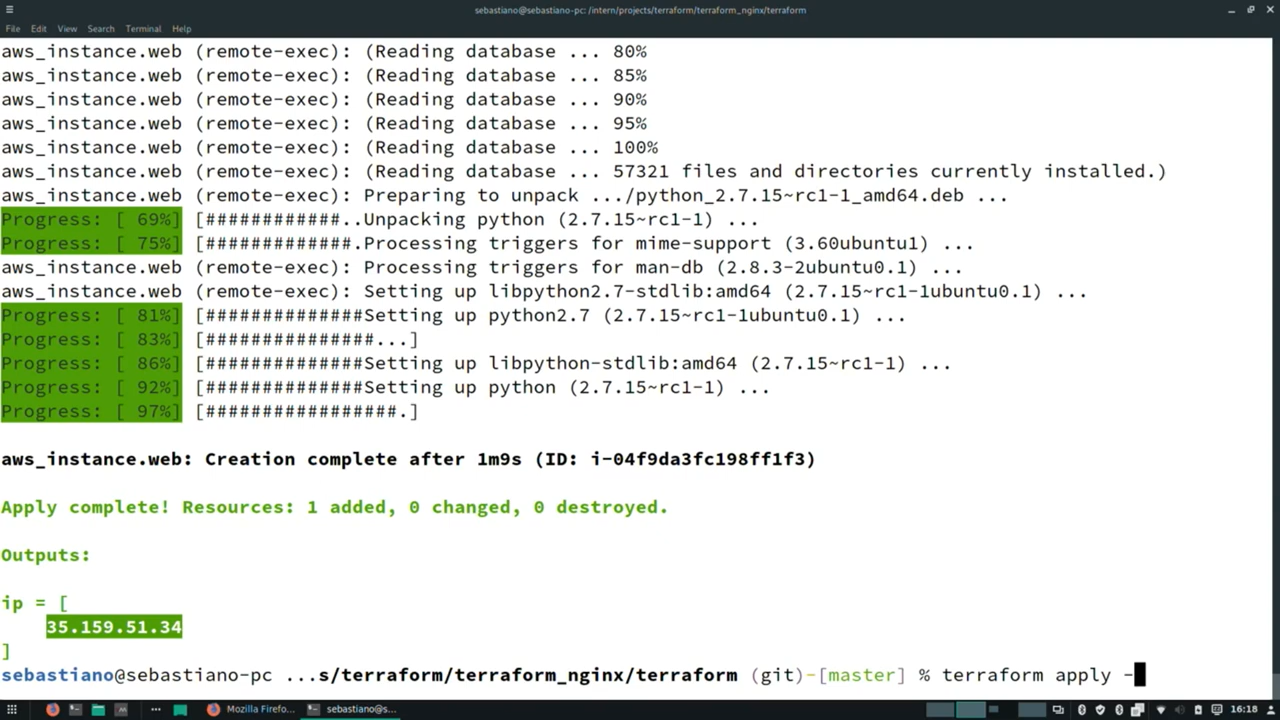 sebastiano@sebastiano-pc: /intern/projects/terraform/terraform_nginx/terraform
File Edit View Search Terminal Help
aws_instance.web (remote-exec): (Reading database ... 80%
aws_instance.web (remote-exec): (Reading database ... 85%
aws_instance.web (remote-exec): (Reading database ... 90%
aws_instance.web (remote-exec): (Reading database ... 95%
aws_instance.web (remote-exec): (Reading database ... 100%
aws_instance.web (remote-exec): (Reading database ... 57321 files and directories currently installed.)
aws_instance.web (remote-exec): Preparing to unpack .../python_2.7.15~rc1-1_amd64.deb ...
Progress: [ 69%] [############..Unpacking python (2.7.15~rc1-1) ...
Progress: [ 75%] [#############.Processing triggers for mime-support (3.60ubuntu1) ...
aws_instance.web (remote-exec): Processing triggers for man-db (2.8.3-2ubuntu0.1) ...
aws_instance.web (remote-exec): Setting up libpython2.7-stdlib:amd64 (2.7.15~rc1-1ubuntu0.1) ...
Progress: [ 81%] [##############Setting up python2.7 (2.7.15~rc1-1ubuntu0.1) ...
Progress: [ 83%] [###############...]
Progress: [ 86%] [##############Setting up libpython-stdlib:amd64 (2.7.15~rc1-1) ...
Progress: [ 92%] [##############Setting up python (2.7.15~rc1-1) ...
Progress: [ 97%] [#################.]
aws_instance.web: Creation complete after 1m9s (ID: i-04f9da3fc198ff1f3)
Apply complete! Resources: 1 added, 0 changed, 0 destroyed.
Outputs:
ip = [
35.159.51.34
]
sebastiano@sebastiano-pc ...s/terraform/terraform_nginx/terraform (git)-[master] % terraform apply -
Mozilla Firefo... sebastiano@s... 16:18